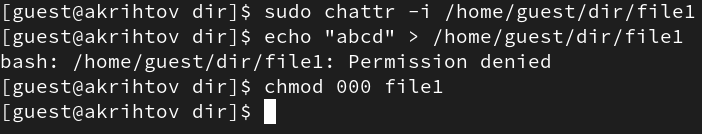 [guest@akrihtov dir]$ sudo chattr -i /home/guest/dir/file1
[guest@akrihtov dir]$ echo "abcd" > /home/guest/dir/file1
bash: /home/guest/dir/file1: Permission denied
[guest@akrihtov dir]$ chmod 000 file1
[guest@akrihtov dir]$